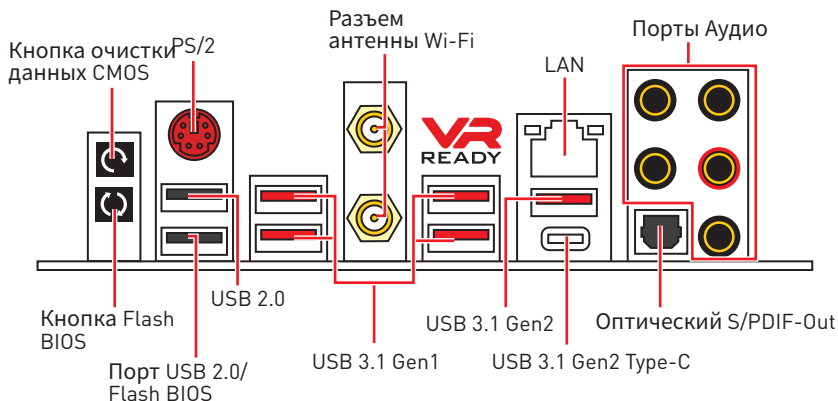 Кнопка очистки
данных CMOS
PS/2
Разъем
антенны Wi-Fi
LAN
Порты Аудио
VR
READY
Кнопка Flash
BIOS
Порт USB 2.0/
Flash BIOS
USB 2.0
USB 3.1 Gen1
USB 3.1 Gen2
USB 3.1 Gen2 Type-C
Оптический S/PDIF-Out